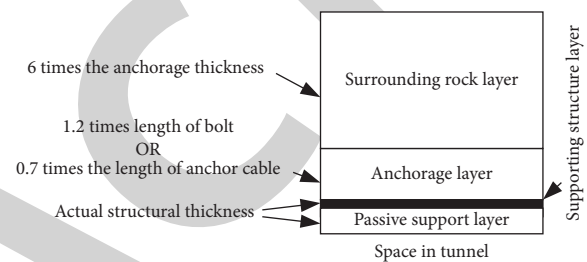 6 times the anchorage thickness
Surrounding rock layer
1.2 times length of bolt
OR
0.7 times the length of anchor cable
Anchorage layer
Actual structural thickness
Passive support layer
Space in tunnel
Supporting structure layer